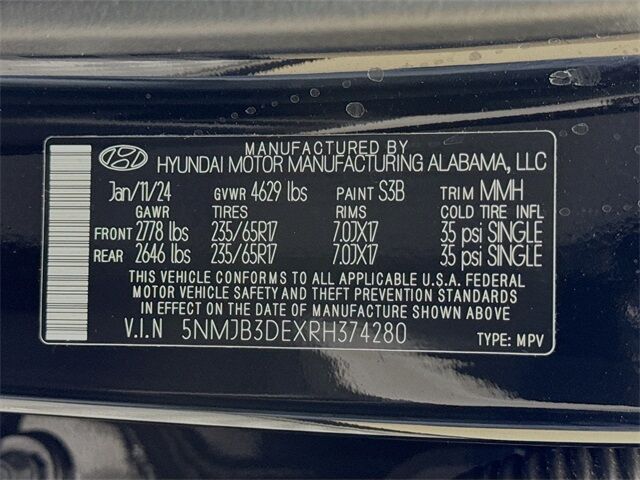 MANUFACTURED BY
HYUNDAI MOTOR MANUFACTURING ALABAMA, LLC
Jan/11/24 GVWR 4629 lbs PAINT S3B TRIM MMH
GAWR TIRES RIMS COLD TIRE INFL
FRONT 2778 lbs 235/65R17 7.0JX17 35 psi SINGLE
REAR 2646 lbs 235/65R17 7.0JX17 35 psi SINGLE
THIS VEHICLE CONFORMS TO ALL APPLICABLE U.S.A. FEDERAL
MOTOR VEHICLE SAFETY AND THEFT PREVENTION STANDARDS
IN EFFECT ON THE DATE OF MANUFACTURE SHOWN ABOVE.
V.I.N 5NMJB3DEXRH374280 TYPE: MPV